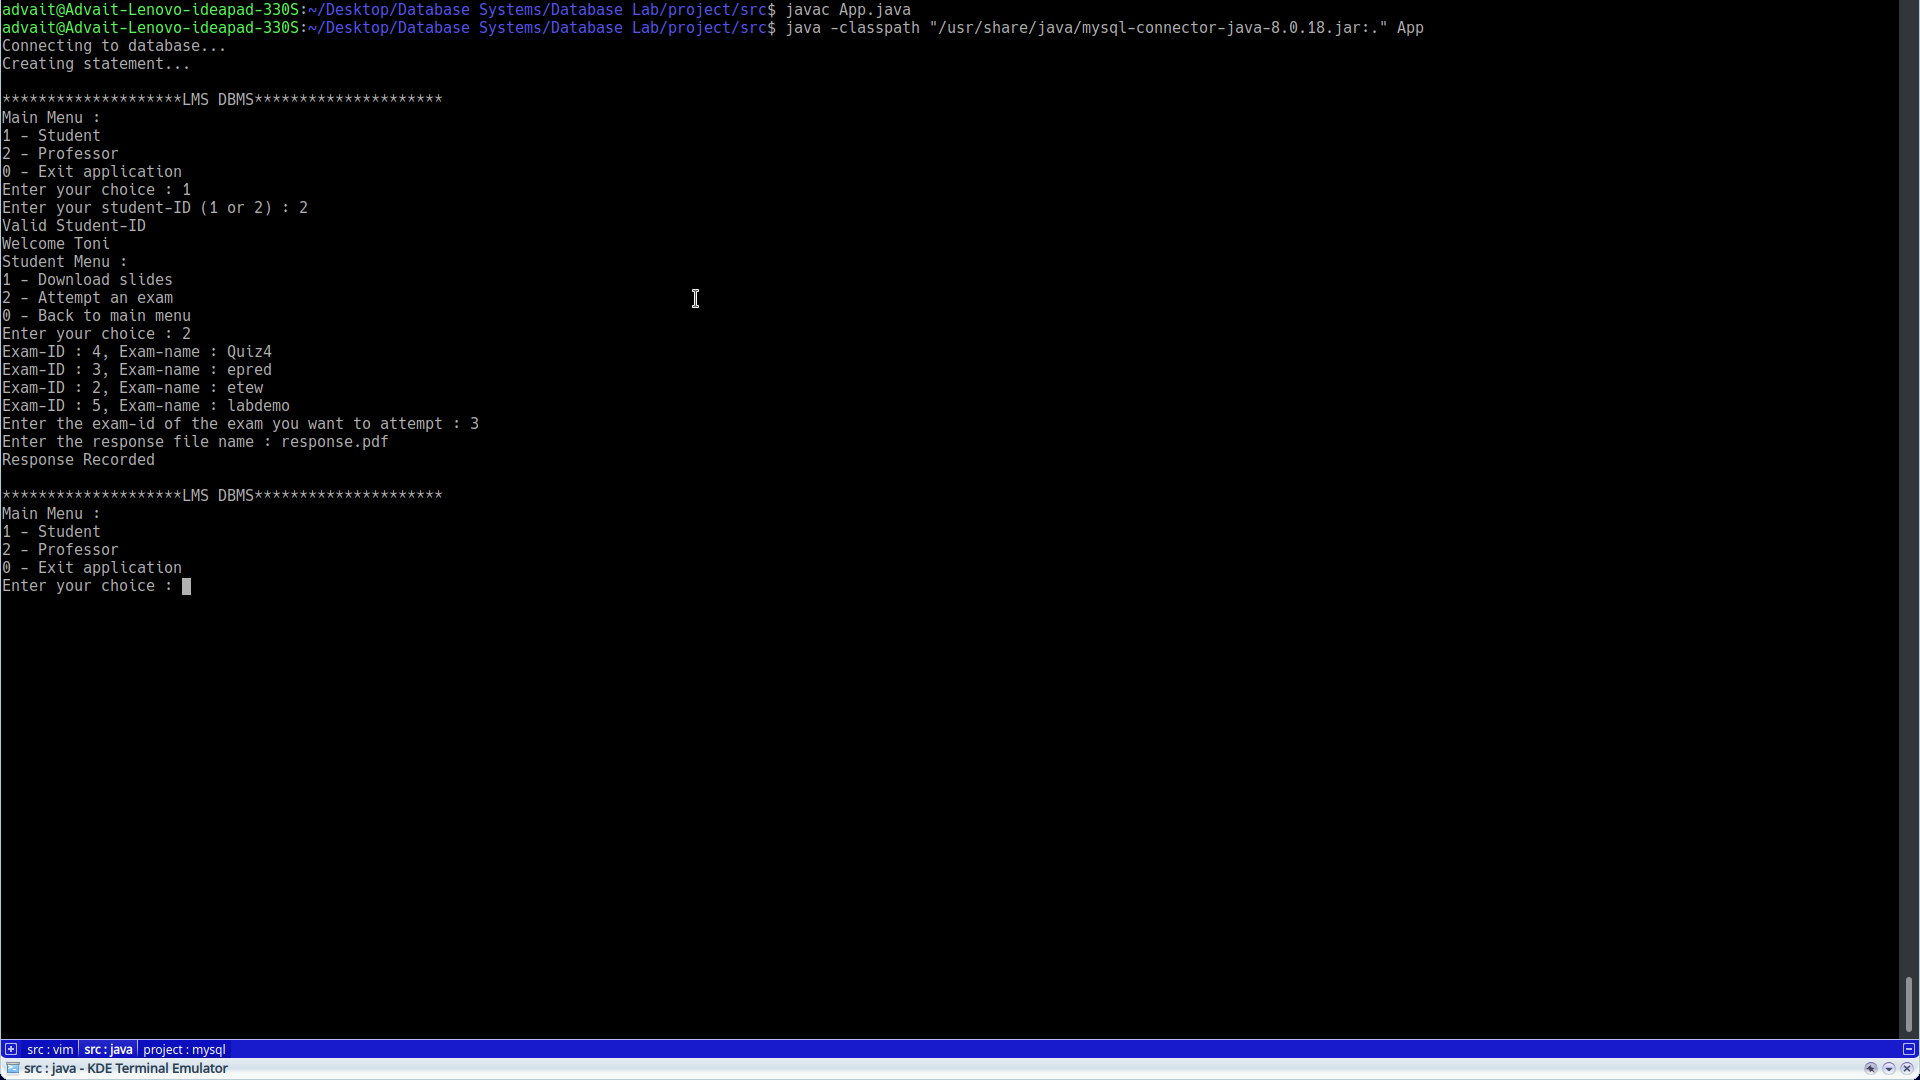 advait@Advait-Lenovo-ideapad-330S:~/Desktop/Database Systems/Database Lab/project/src$ javac App.java
advait@Advait-Lenovo-ideapad-330S:~/Desktop/Database Systems/Database Lab/project/src$ java -classpath "/usr/share/java/mysql-connector-java-8.0.18.jar:." App
Connecting to database...
Creating statement...
********************LMS DBMS*********************
Main Menu :
1 - Student
2 - Professor
0 - Exit application
Enter your choice : 1
Enter your student-ID (1 or 2) : 2
Valid Student-ID
Welcome Toni
Student Menu :
1 - Download slides
2 - Attempt an exam
0 - Back to main menu
Enter your choice : 2
Exam-ID : 4, Exam-name : Quiz4
Exam-ID : 3, Exam-name : epred
Exam-ID : 2, Exam-name : etew
Exam-ID : 5, Exam-name : labdemo
Enter the exam-id of the exam you want to attempt : 3
Enter the response file name : response.pdf
Response Recorded
********************LMS DBMS*********************
Main Menu :
1 - Student
2 - Professor
0 - Exit application
Enter your choice :
src : vim src : java project : mysql
src : java - KDE Terminal Emulator